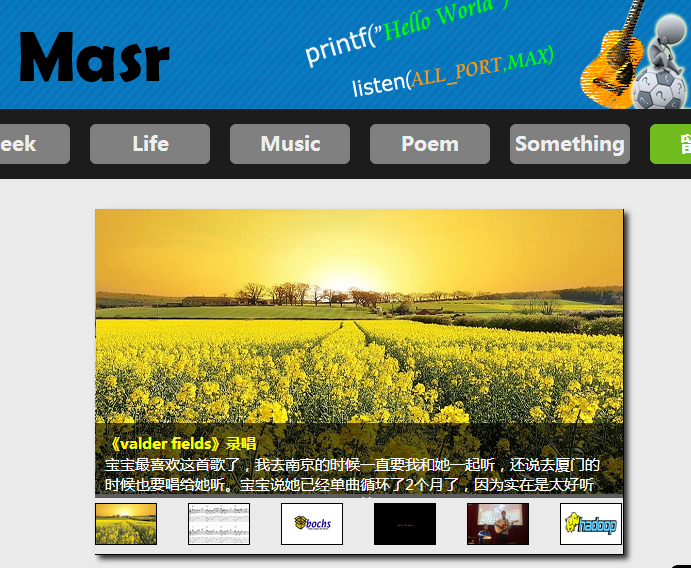 Masr
printf("Hello World")
listen(ALL_PORT,MAX)
eek
Life
Music
Poem
Something
留
《valder fields》录唱
宝宝最喜欢这首歌了，我去南京的时候一直要我和她一起听，还说去厦门的
时候也要唱给她听。宝宝说她已经单曲循环了2个月了，因为实在是太好听
bochs
hadoop